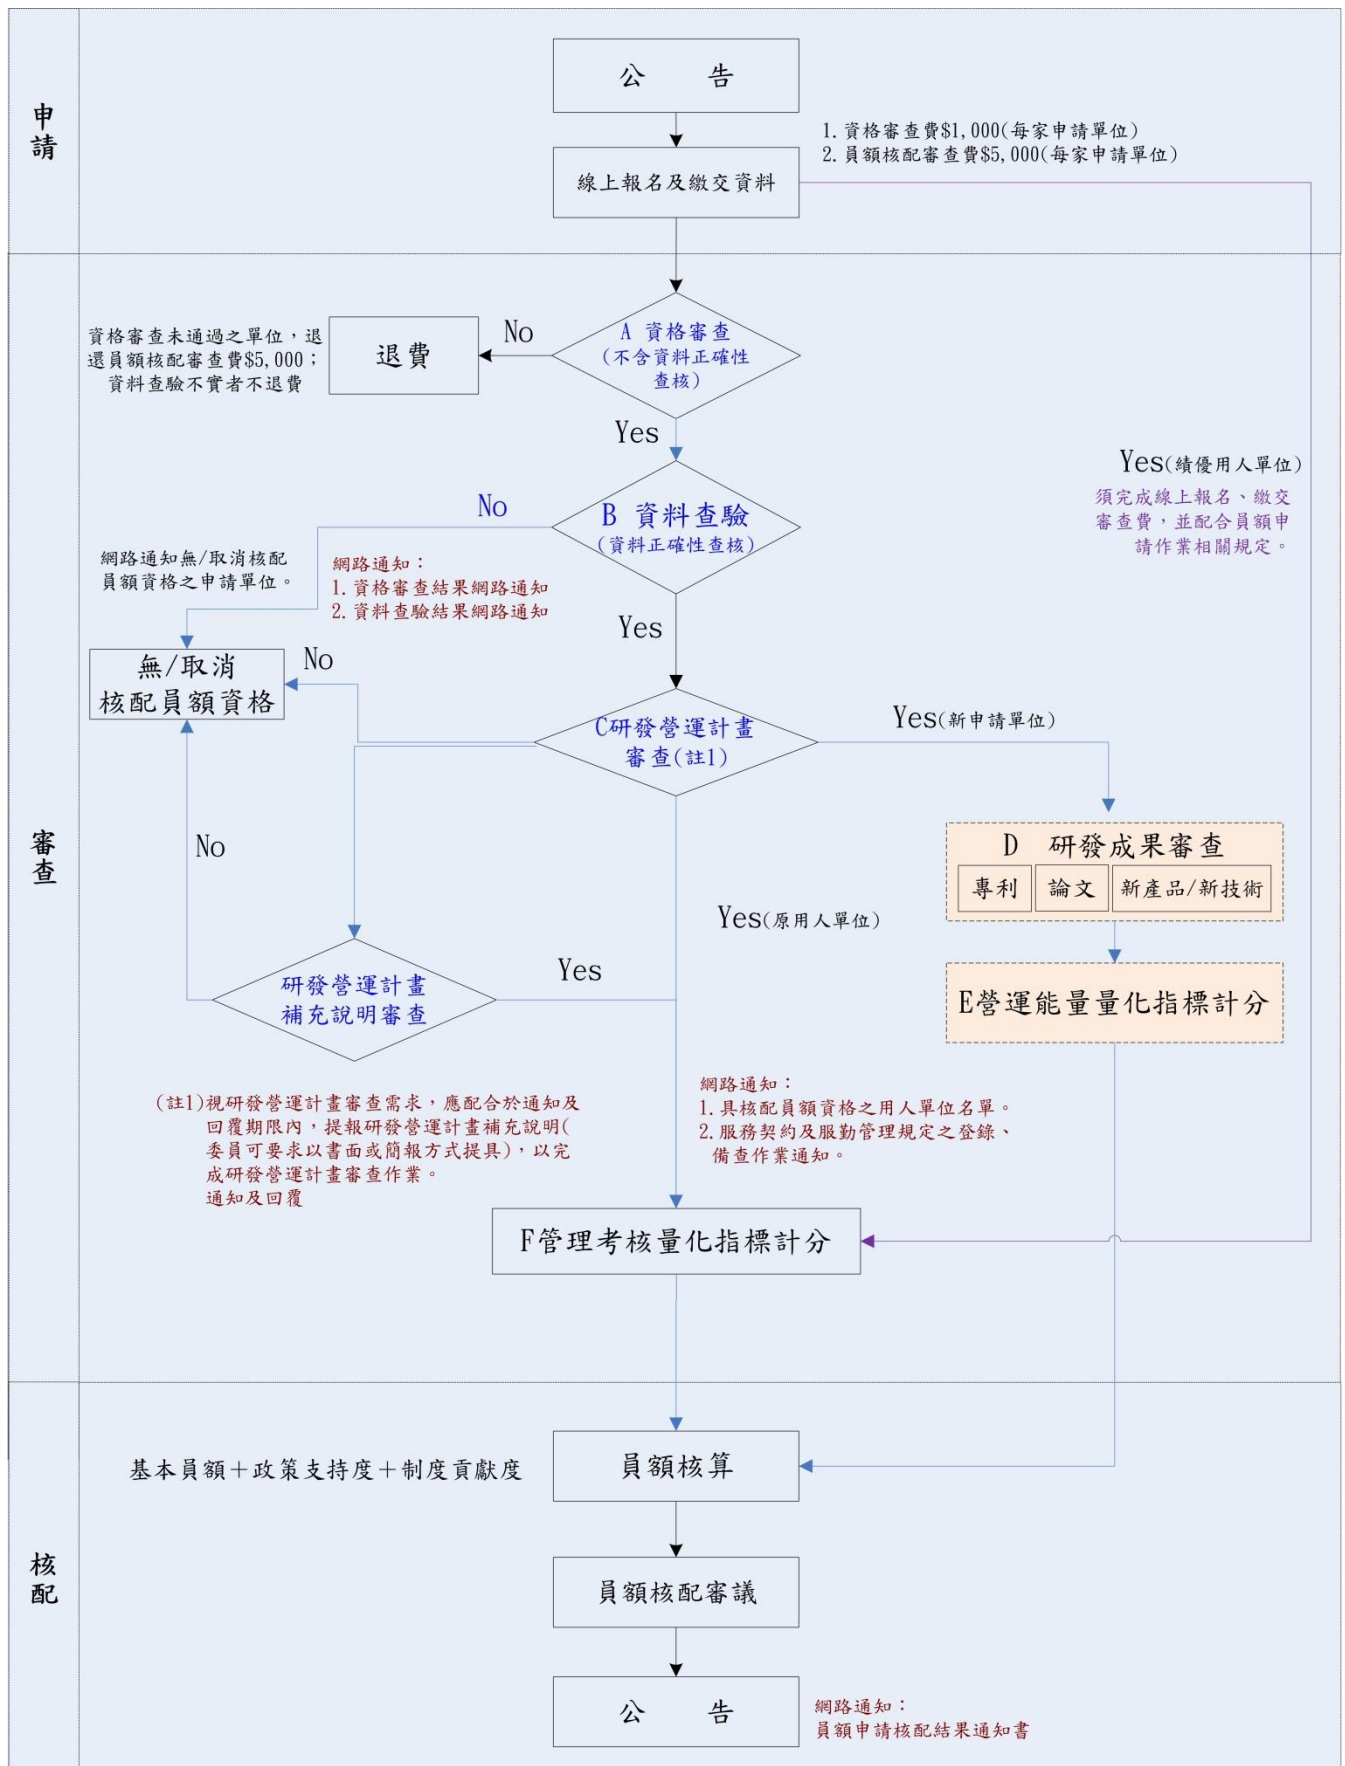 申請
公 告
1. 資格審查費$1,000(每家申請單位)
2. 員額核配審查費$5,000(每家申請單位)
線上報名及繳交資料
審查
A 資格審查
(不含資料正確性
查核)
No
退費
資格審查未通過之單位，退
還員額核配審查費$5,000；
資料查驗不實者不退費
Yes
Yes(績優用人單位)
須完成線上報名、繳交
審查費，並配合員額申
請作業相關規定。
B 資料查驗
(資料正確性查核)
No
網路通知無/取消核配
員額資格之申請單位。
網路通知：
1. 資格審查結果網路通知
2. 資料查驗結果網路通知
Yes
無/取消
核配員額資格
No
C研發營運計畫
審查(註1)
Yes(新申請單位)
D 研發成果審查
專利
論文
新產品/新技術
No
Yes(原用人單位)
研發營運計畫
補充說明審查
Yes
E營運能量量化指標計分
(註1)視研發營運計畫審查需求，應配合於通知及
回覆期限內，提報研發營運計畫補充說明(
委員可要求以書面或簡報方式提具)，以完
成研發營運計畫審查作業。
通知及回覆
網路通知：
1. 具核配員額資格之用人單位名單。
2. 服務契約及服勤管理規定之登錄、
備查作業通知。
F管理考核量化指標計分
核配
基本員額＋政策支持度＋制度貢獻度
員額核算
員額核配審議
公 告
網路通知：
員額申請核配結果通知書